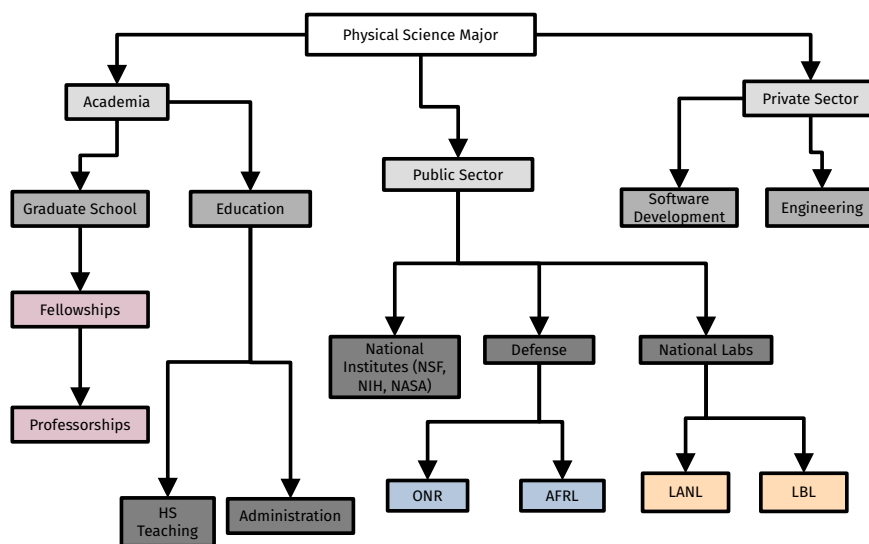 Physical Science Major
Academia
Private Sector
Public Sector
Graduate School
Education
Software
Development
Engineering
Fellowships
National
Institutes (NSF,
NIH, NASA)
Defense
National Labs
Professorships
HS
Teaching
Administration
ONR
AFRL
LANL
LBL